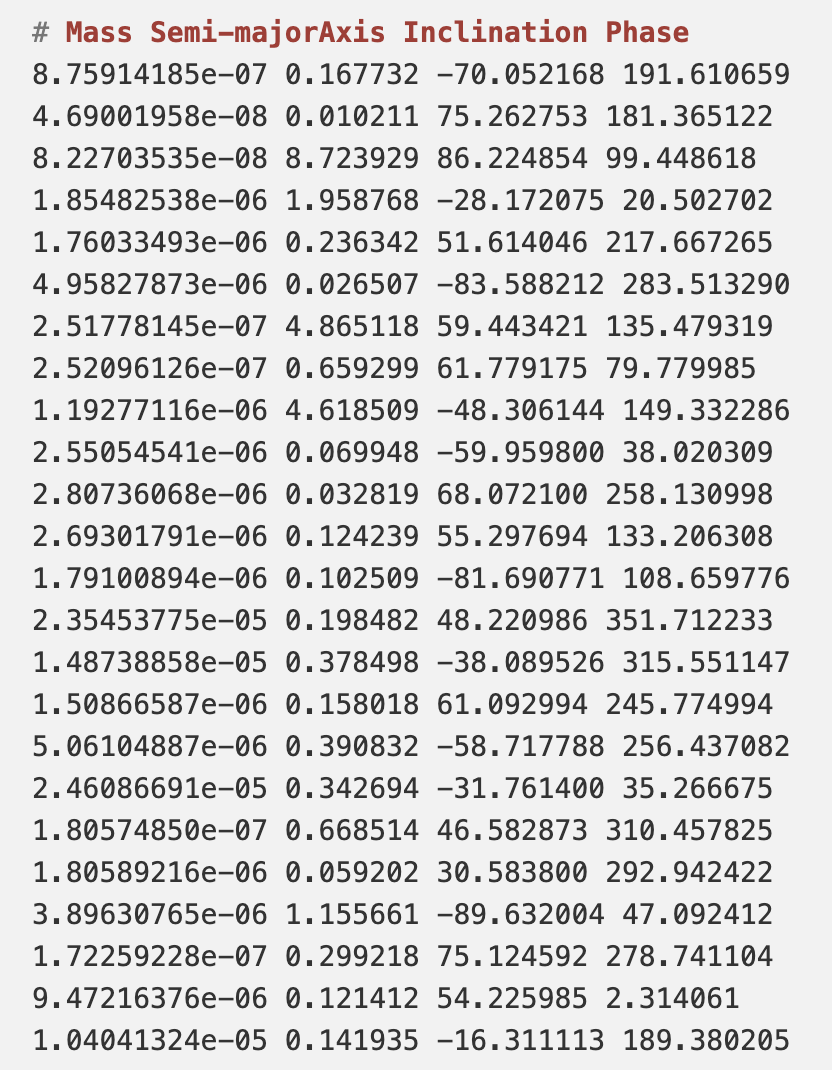 # Mass Semi-majorAxis Inclination Phase
8.75914185e-07 0.167732 -70.052168 191.610659
4.69001958e-08 0.010211 75.262753 181.365122
8.22703535e-08 8.723929 86.224854 99.448618
1.85482538e-06 1.958768 -28.172075 20.502702
1.76033493e-06 0.236342 51.614046 217.667265
4.95827873e-06 0.026507 -83.588212 283.513290
2.51778145e-07 4.865118 59.443421 135.479319
2.52096126e-07 0.659299 61.779175 79.779985
1.19277116e-06 4.618509 -48.306144 149.332286
2.55054541e-06 0.069948 -59.959800 38.020309
2.80736068e-06 0.032819 68.072100 258.130998
2.69301791e-06 0.124239 55.297694 133.206308
1.79100894e-06 0.102509 -81.690771 108.659776
2.35453775e-05 0.198482 48.220986 351.712233
1.48738858e-05 0.378498 -38.089526 315.551147
1.50866587e-06 0.158018 61.092994 245.774994
5.06104887e-06 0.390832 -58.717788 256.437082
2.46086691e-05 0.342694 -31.761400 35.266675
1.80574850e-07 0.668514 46.582873 310.457825
1.80589216e-06 0.059202 30.583800 292.942422
3.89630765e-06 1.155661 -89.632004 47.092412
1.72259228e-07 0.299218 75.124592 278.741104
9.47216376e-06 0.121412 54.225985 2.314061
1.04041324e-05 0.141935 -16.311113 189.380205